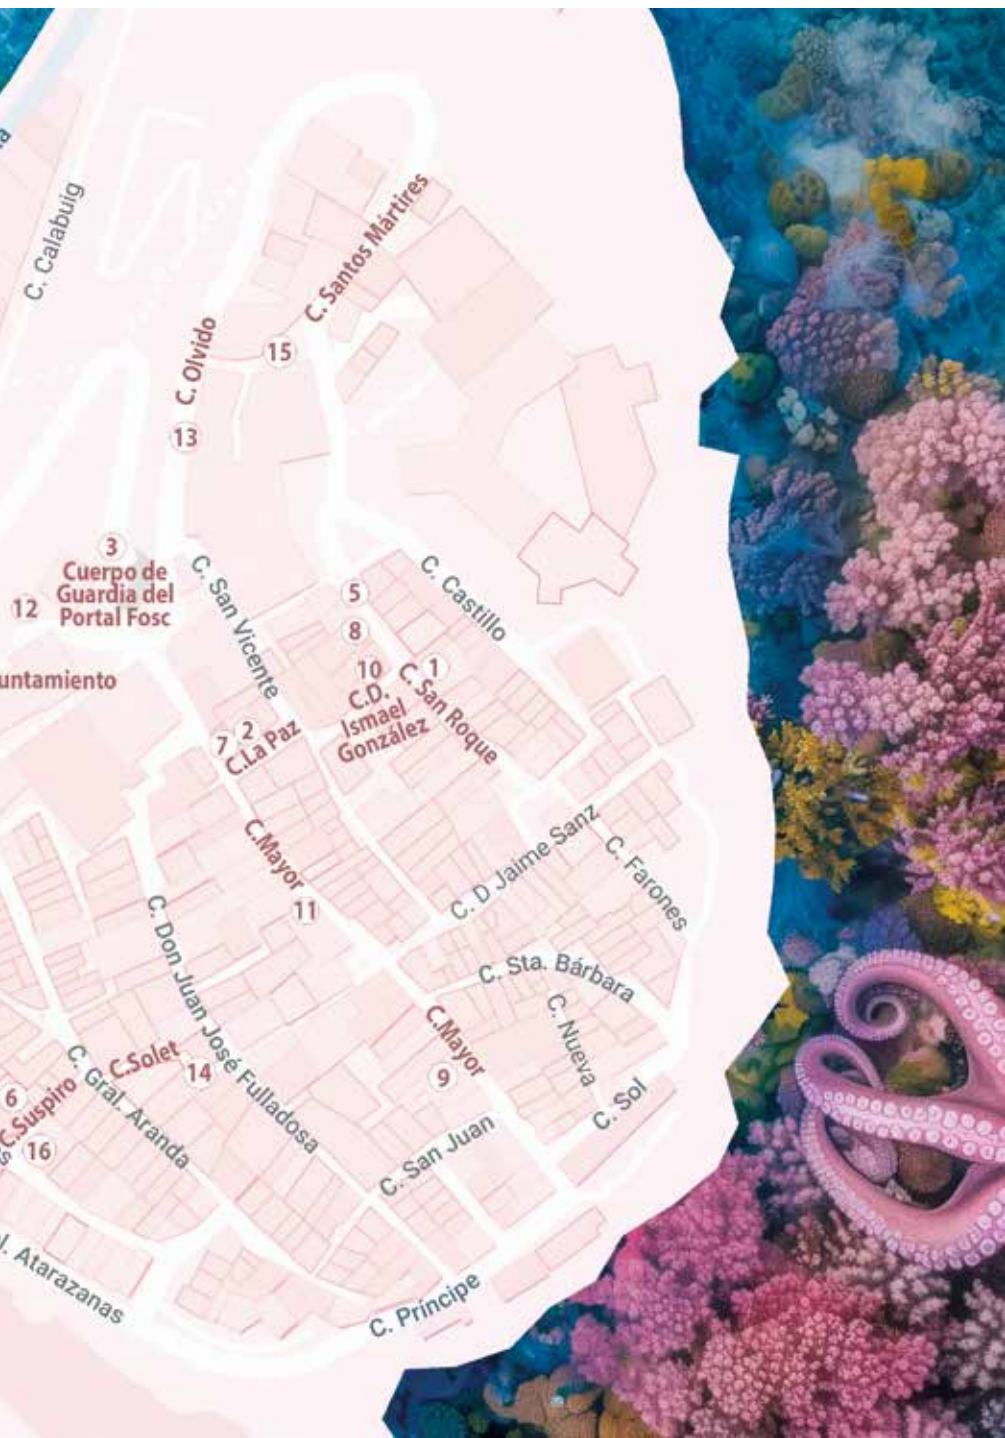 C. Calabuig
C. Santos Mártires
C. Olvido
15
13
3
Cuerpo de
Guardia del
Portal Fosc
12
C. San Vicente
C. Castillo
5
8
10
1
C.D.
Ismael
González
C. San Roque
untamiento
7
2
C.La Paz
C.Mayor
11
C. D Jaime Sanz
C. Farones
C. Sta. Bárbara
C. Nueva
C. Don Juan José Fulladosa
C.Mayor
9
C. Sol
C.Solet
14
C. Gral. Aranda
6
C.Suspiro
16
C. San Juan
l. Atarazanas
C. Príncipe